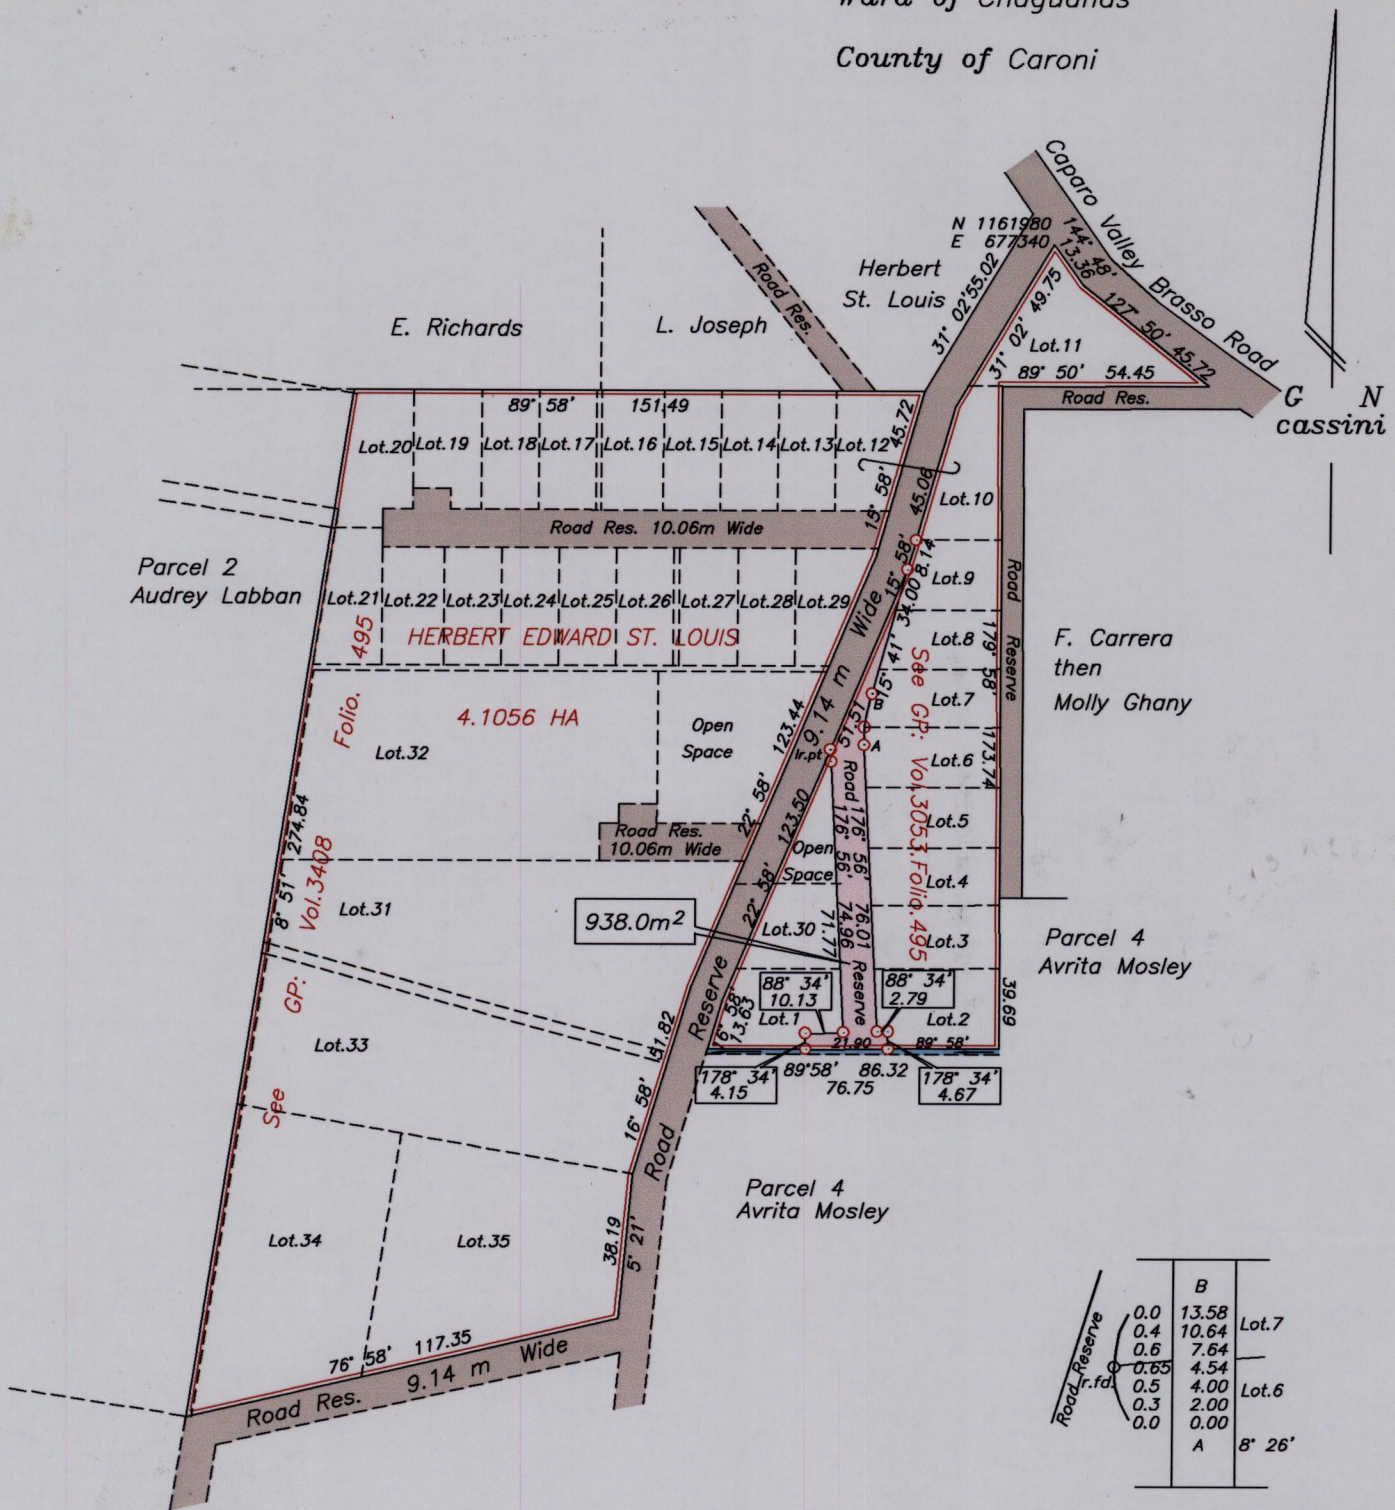 Ward of Chaguanas
County of Caroni
Caparo Valley Brasso Road
N 1161980
E 677340
144° 48'
13.36
127° 50' 45.72
Herbert
St. Louis
31° 02' 55.02
31° 02' 49.75
Lot.11
89° 50' 54.45
Road Res.
G N
cassini
Road Res.
E. Richards
L. Joseph
89° 58' 151.49
45.72
15° 58'
Lot.20
Lot.19
Lot.18
Lot.17
Lot.16
Lot.15
Lot.14
Lot.13
Lot.12
Lot.10
45.06
15° 58'
8.14
Road Res. 10.06m Wide
Parcel 2
Audrey Labban
Lot.21
Lot.22
Lot.23
Lot.24
Lot.25
Lot.26
Lot.27
Lot.28
Lot.29
Lot.9
Lot.8
Lot.7
Lot.6
Lot.5
Lot.4
Lot.3
Lot.2
HERBERT EDWARD ST. LOUIS
4.1056 HA
See GP: Vol.3408 Folio. 495
8° 51' 274.84
Lot.32
Open
Space
Road Res.
10.06m Wide
22° 58' 123.44
22° 58' 123.50
Road Reserve 9.14 m Wide
15° 41' 34.00
51.51
Ir.pt
B
A
See GP: Vol.3053.Folio.495
Road Reserve
179° 58' 173.74
39.69
F. Carrera
then
Molly Ghany
Road Reserve
176° 56' 76.01
176° 56' 74.96
71.77
Open
Space
Lot.30
938.0m²
Lot.31
Parcel 4
Avrita Mosley
88° 34'
10.13
88° 34'
2.79
Lot.1
16° 58'
13.63
21.90
89° 58'
178° 34'
4.15
89°58' 86.32
76.75
178° 34'
4.67
Lot.33
16° 58' 51.82
Parcel 4
Avrita Mosley
Lot.34
Lot.35
38.19
5° 21'
76° 58' 117.35
Road Res. 9.14 m Wide
Road Reserve
Ir.fd.
B
0.0 13.58
0.4 10.64
0.6 7.64
0.65 4.54
0.5 4.00
0.3 2.00
0.0 0.00
A
Lot.7
Lot.6
8° 26'